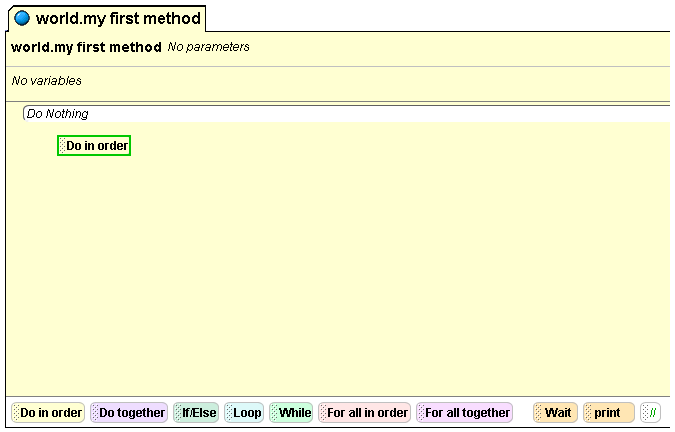 world.my first method
world.my first method No parameters
No variables
Do Nothing
Do in order
Do in order Do together If/Else Loop While For all in order For all together Wait print //